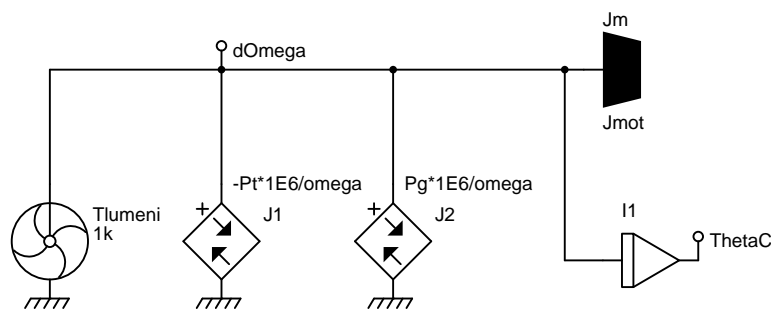 Jm
dOmega
Jmot
-Pt*1E6/omega
Pg*1E6/omega
Tlumeni
1k
+
J1
+
J2
I1
ThetaC